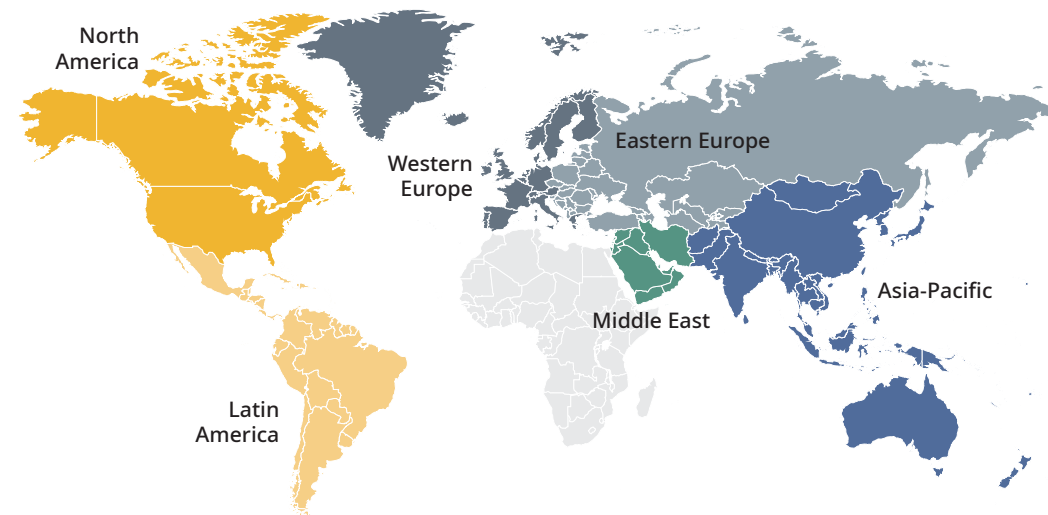 North
America
Eastern Europe
Western
Europe
Asia-Pacific
Middle East
Latin
America